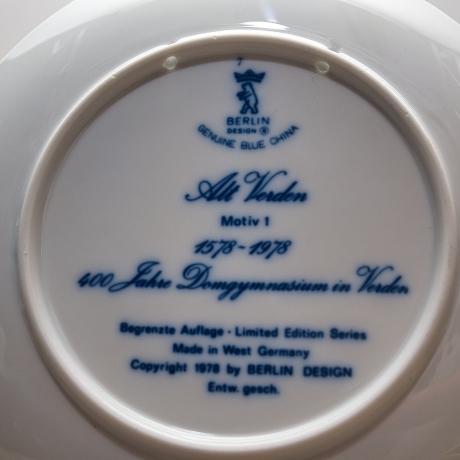 BERLIN
DESIGN ®
GENUINE BLUE CHINA
Alt Verden
Motiv 1
1578-1978
400 Jahre Domgymnasium in Verden
Begrenzte Auflage · Limited Edition Series
Made in West Germany
Copyright 1978 by BERLIN DESIGN
Entw. gesch.